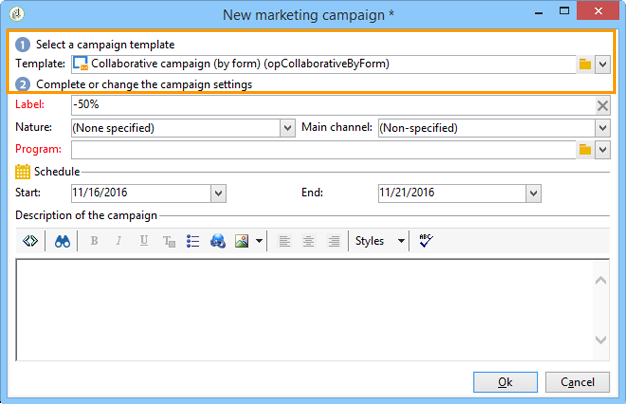 New marketing campaign *
1 Select a campaign template
Template: Collaborative campaign (by form) (opCollaborativeByForm)
2 Complete or change the campaign settings
Label: -50%
Nature: (None specified) Main channel: (Non-specified)
Program:
Schedule
Start: 11/16/2016 End: 11/21/2016
Description of the campaign
B I U T Styles ABC
Ok Cancel